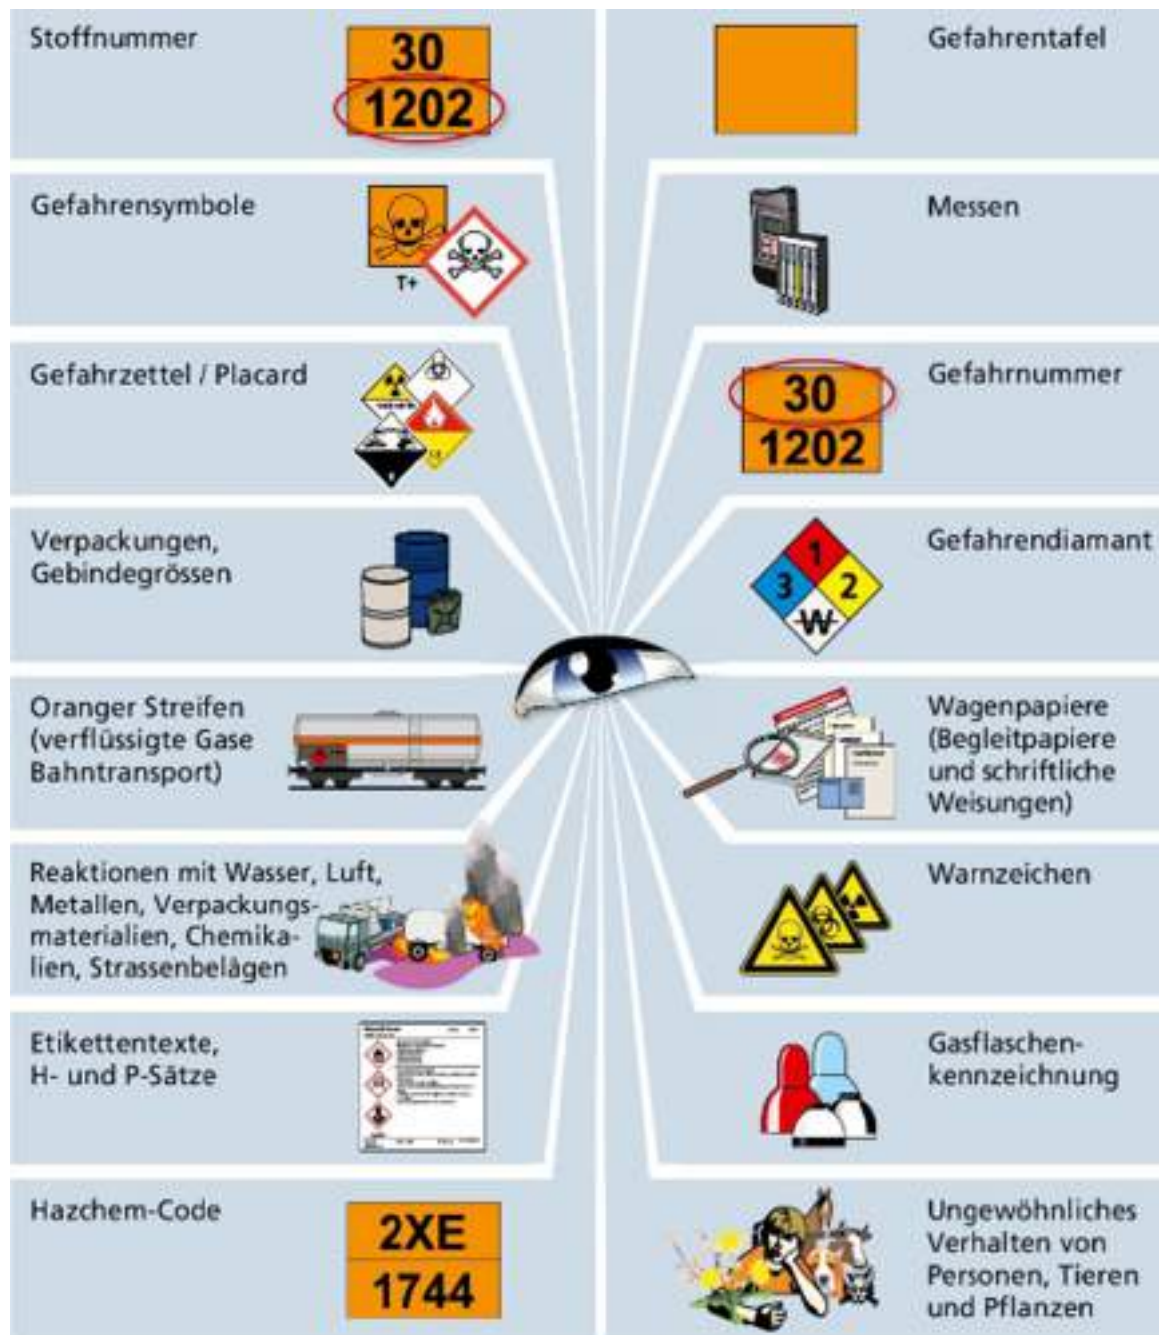 Stoffnummer
30
1202
Gefahrentafel
Gefahrensymbole
T+
Messen
Gefahrzettel / Placard
Gefahrnummer
30
1202
Verpackungen,
Gebindegrössen
Gefahrendiamant
1
3
2
W
Oranger Streifen
(verflüssigte Gase
Bahntransport)
Wagenpapiere
(Begleitpapiere
und schriftliche
Weisungen)
Reaktionen mit Wasser, Luft,
Metallen, Verpackungs-
materialien, Chemika-
lien, Strassenbelägen
Warnzeichen
Etikettentexte,
H- und P-Sätze
Gasflaschen-
kennzeichnung
Hazchem-Code
2XE
1744
Ungewöhnliches
Verhalten von
Personen, Tieren
und Pflanzen